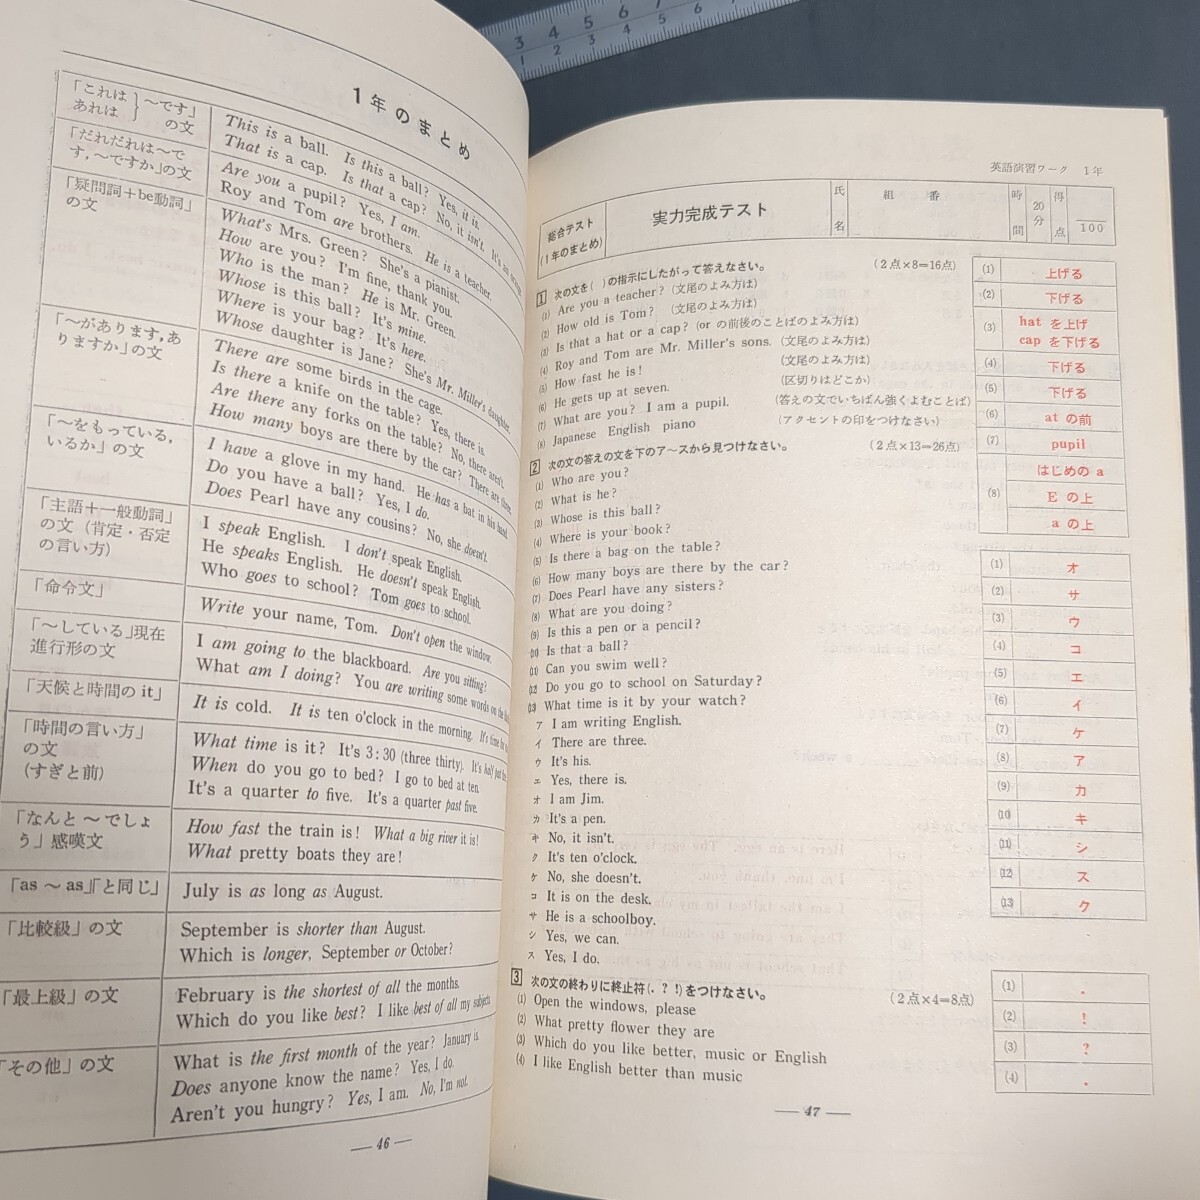 1年のまとめ
「これは あれは}～です」の文
This is a ball. Is this a ball? Yes, it is.
That is a cap. Is that a cap? No, it isn't.
「だれだれは～です，～ですか」の文
Are you a pupil? Yes, I am.
Roy and Tom are brothers. He is a teacher.
「疑問詞＋be動詞」の文
What's Mrs. Green? She's a pianist.
How are you? I'm fine, thank you.
Who is the man? He is Mr. Green.
Whose is this ball? It's mine.
Where is your bag? It's here.
Whose daughter is Jane? She's Mr. Miller's daughter.
「～があります，ありますか」の文
There are some birds in the cage.
Is there a knife on the table? Yes, there is.
Are there any forks on the table? No, there aren't.
How many boys are there by the car? There are three.
「～をもっている，いるか」の文
I have a glove in my hand. He has a bat in his hand.
Do you have a ball? Yes, I do.
Does Pearl have any cousins? No, she doesn't.
「主語＋一般動詞」の文（肯定・否定の言い方）
I speak English. I don't speak English.
He speaks English. He doesn't speak English.
Who goes to school? Tom goes to school.
「命令文」
Write your name, Tom. Don't open the window.
「～している」現在進行形の文
I am going to the blackboard. Are you sitting?
What am I doing? You are writing some words on the
「天候と時間の it」
It is cold. It is ten o'clock in the morning. It's time for
「時間の言い方」の文
(すぎと前)
What time is it? It's 3:30 (three thirty). It's half past
When do you go to bed? I go to bed at ten.
It's a quarter to five. It's a quarter past five.
「なんと～でしょう」感嘆文
How fast the train is! What a big river it is!
What pretty boats they are!
「as～as」「と同じ」
July is as long as August.
「比較級」の文
September is shorter than August.
Which is longer, September or October?
「最上級」の文
February is the shortest of all the months.
Which do you like best? I like best of all my subjects
「その他」の文
What is the first month of the year? January is.
Does anyone know the name? Yes, I do.
Aren't you hungry? Yes, I am. No, I'm not.
— 46 —
英語演習ワーク 1年
総合テスト
(1年のまとめ)
実力完成テスト
氏名
組 番
時間
20分
得点
100
1 次の文を( )の指示にしたがって答えなさい。 (2点×8＝16点)
(1) Are you a teacher? (文尾のよみ方は)
(2) How old is Tom? (文尾のよみ方は)
(3) Is that a hat or a cap? (or の前後のことばのよみ方は)
(4) Roy and Tom are Mr. Miller's sons. (文尾のよみ方は)
(5) How fast he is! (文尾のよみ方は)
(6) He gets up at seven. (区切りはどこか)
(7) What are you? I am a pupil. (答えの文でいちばん強くよむことば)
(8) Japanese English piano (アクセントの印をつけなさい)
2 次の文の答えの文を下のア～スから見つけなさい。 (2点×13＝26点)
(1) Who are you?
(2) What is he?
(3) Whose is this ball?
(4) Where is your book?
(5) Is there a bag on the table?
(6) How many boys are there by the car?
(7) Does Pearl have any sisters?
(8) What are you doing?
(9) Is this a pen or a pencil?
(10) Is that a ball?
(11) Can you swim well?
(12) Do you go to school on Saturday?
(13) What time is it by your watch?
ア I am writing English.
イ There are three.
ウ It's his.
エ Yes, there is.
オ I am Jim.
カ It's a pen.
キ No, it isn't.
ク It's ten o'clock.
ケ No, she doesn't.
コ It is on the desk.
サ He is a schoolboy.
シ Yes, we can.
ス Yes, I do.
3 次の文の終わりに終止符(. ? !)をつけなさい。 (2点×4＝8点)
(1) Open the windows, please
(2) What pretty flower they are
(3) Which do you like better, music or English
(4) I like English better than music
(1) 上げる
(2) 下げる
(3) hat を上げ
cap を下げる
(4) 下げる
(5) 下げる
(6) at の前
(7) pupil
(8) はじめの a
E の上
a の上
(1) オ
(2) サ
(3) ウ
(4) コ
(5) エ
(6) イ
(7) ケ
(8) ア
(9) カ
(10) キ
(11) シ
(12) ス
(13) ク
(1) .
(2) !
(3) ?
(4) .
— 47 —
3 4 5 6 7
1 2 3 4 5